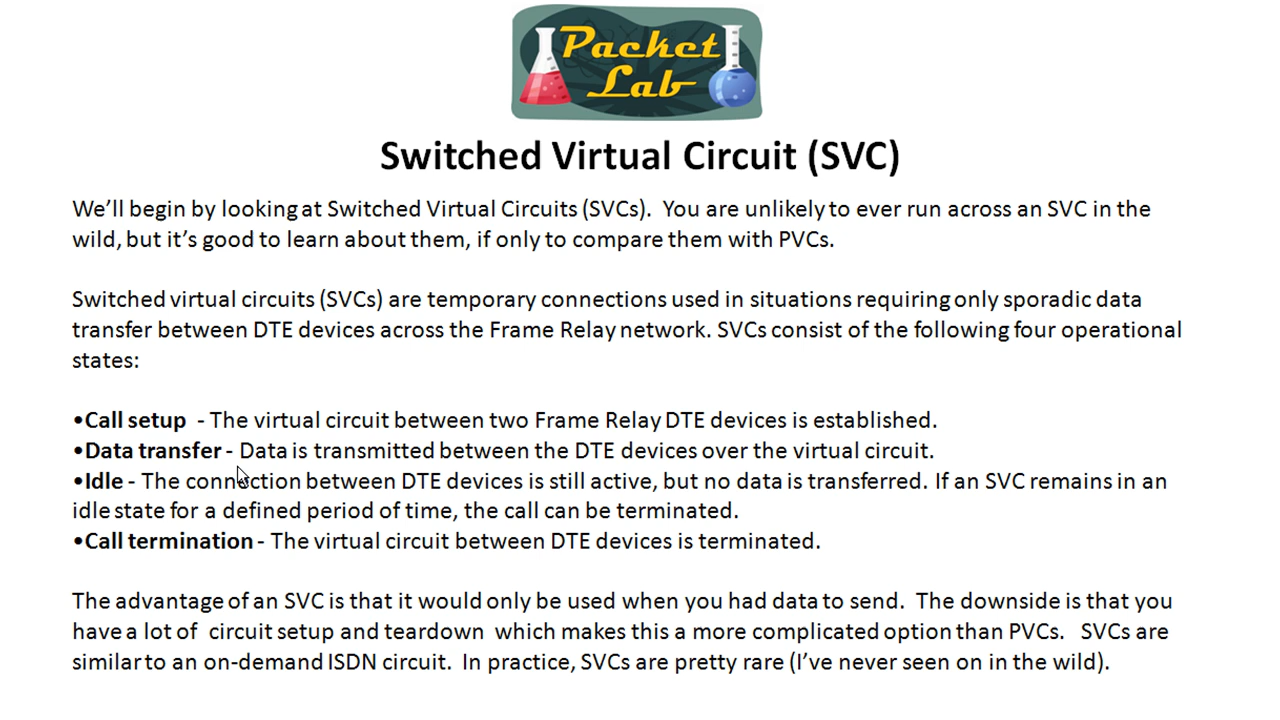 Packet
Lab
Switched Virtual Circuit (SVC)
We’ll begin by looking at Switched Virtual Circuits (SVCs).  You are unlikely to ever run across an SVC in the
wild, but it’s good to learn about them, if only to compare them with PVCs.
Switched virtual circuits (SVCs) are temporary connections used in situations requiring only sporadic data
transfer between DTE devices across the Frame Relay network. SVCs consist of the following four operational
states:
•Call setup  - The virtual circuit between two Frame Relay DTE devices is established.
•Data transfer - Data is transmitted between the DTE devices over the virtual circuit.
•Idle - The connection between DTE devices is still active, but no data is transferred. If an SVC remains in an
idle state for a defined period of time, the call can be terminated.
•Call termination - The virtual circuit between DTE devices is terminated.
The advantage of an SVC is that it would only be used when you had data to send.  The downside is that you
have a lot of  circuit setup and teardown  which makes this a more complicated option than PVCs.   SVCs are
similar to an on-demand ISDN circuit.  In practice, SVCs are pretty rare (I’ve never seen on in the wild).